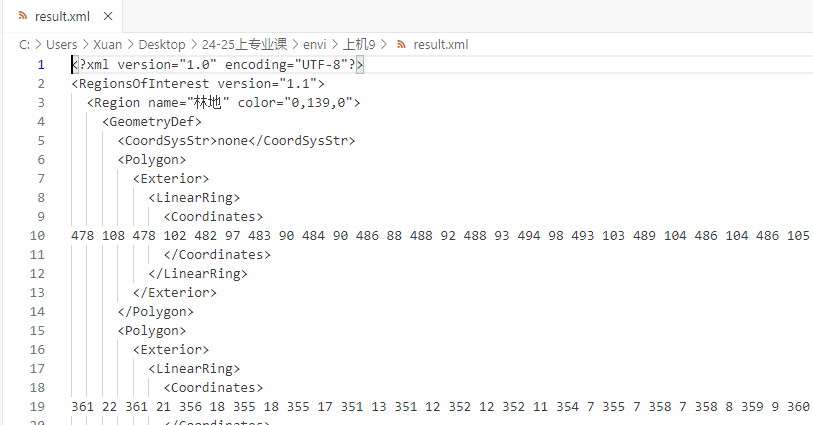 result.xml
C: > Users > Xuan > Desktop > 24-25上专业课 > envi > 上机9 > result.xml
1 <?xml version="1.0" encoding="UTF-8"?>
2 <RegionsOfInterest version="1.1">
3 <Region name="林地" color="0,139,0">
4 <GeometryDef>
5 <CoordSysStr>none</CoordSysStr>
6 <Polygon>
7 <Exterior>
8 <LinearRing>
9 <Coordinates>
10 478 108 478 102 482 97 483 90 484 90 486 88 488 92 488 93 494 98 493 103 489 104 486 104 486 105
11 </Coordinates>
12 </LinearRing>
13 </Exterior>
14 </Polygon>
15 <Polygon>
16 <Exterior>
17 <LinearRing>
18 <Coordinates>
19 361 22 361 21 356 18 355 18 355 17 351 13 351 12 352 12 352 11 354 7 355 7 358 7 358 8 359 9 360
20 </Coordinates>